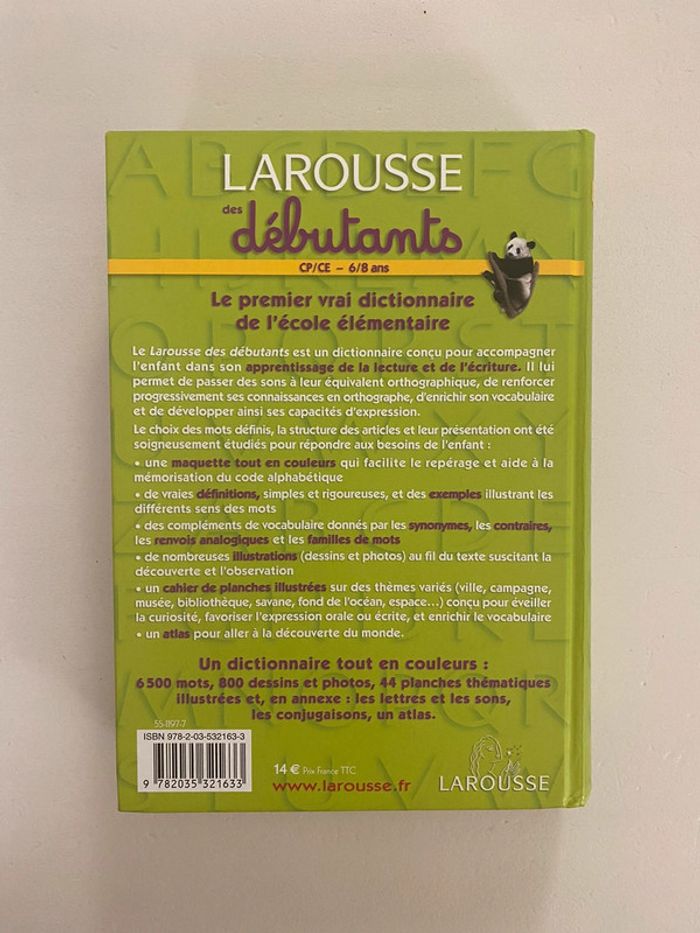 LAROUSSE
des débutants
CP/CE – 6/8 ans
Le premier vrai dictionnaire
de l'école élémentaire
Le Larousse des débutants est un dictionnaire conçu pour accompagner
l'enfant dans son apprentissage de la lecture et de l'écriture. Il lui
permet de passer des sons à leur équivalent orthographique, de renforcer
progressivement ses connaissances en orthographe, d'enrichir son vocabulaire
et de développer ainsi ses capacités d'expression.
Le choix des mots définis, la structure des articles et leur présentation ont été
soigneusement étudiés pour répondre aux besoins de l'enfant :
• une maquette tout en couleurs qui facilite le repérage et aide à la
mémorisation du code alphabétique
• de vraies définitions, simples et rigoureuses, et des exemples illustrant les
différents sens des mots
• des compléments de vocabulaire donnés par les synonymes, les contraires,
les renvois analogiques et les familles de mots
• de nombreuses illustrations (dessins et photos) au fil du texte suscitant la
découverte et l'observation
• un cahier de planches illustrées sur des thèmes variés (ville, campagne,
musée, bibliothèque, savane, fond de l'océan, espace...) conçu pour éveiller
la curiosité, favoriser l'expression orale ou écrite, et enrichir le vocabulaire
• un atlas pour aller à la découverte du monde.
Un dictionnaire tout en couleurs :
6 500 mots, 800 dessins et photos, 44 planches thématiques
illustrées et, en annexe : les lettres et les sons,
les conjugaisons, un atlas.
55-1197-7
ISBN 978-2-03-532163-3
9 782035 321633
14 € Prix France TTC
www.larousse.fr
LAROUSSE